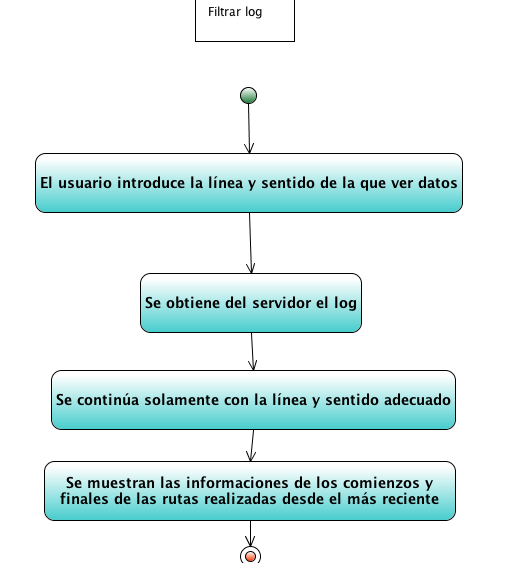 Filtrar log
El usuario introduce la línea y sentido de la que ver datos
Se obtiene del servidor el log
Se continúa solamente con la línea y sentido adecuado
Se muestran las informaciones de los comienzos y
finales de las rutas realizadas desde el más reciente